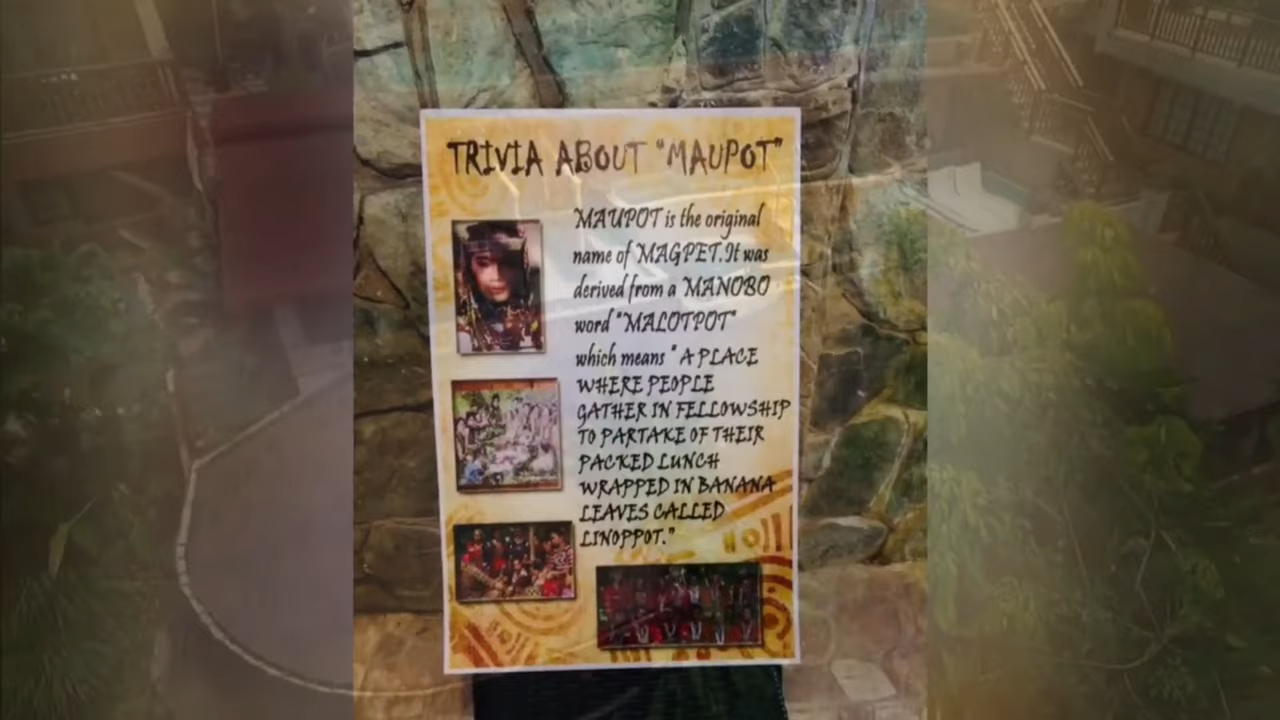 TRIVIA ABOUT "MAUPOT"
MAUPOT is the original
name of MAGPET.It was
derived from a MANOBO
word "MALOTPOT"
which means " A PLACE
WHERE PEOPLE
GATHER IN FELLOWSHIP
TO PARTAKE OF THEIR
PACKED LUNCH
WRAPPED IN BANANA
LEAVES CALLED
LINOPPOT."